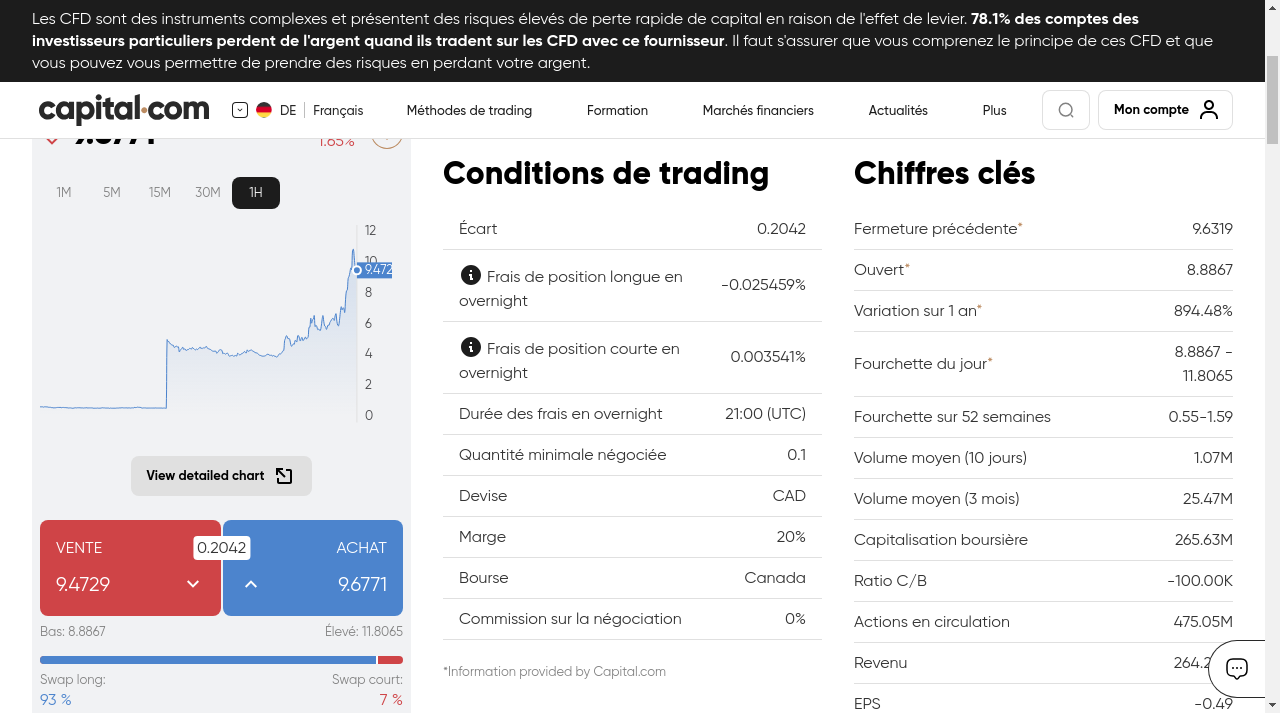 Les CFD sont des instruments complexes et présentent des risques élevés de perte rapide de capital en raison de l'effet de levier. 78.1% des comptes des
investisseurs particuliers perdent de l'argent quand ils tradent sur les CFD avec ce fournisseur. Il faut s'assurer que vous comprenez le principe de ces CFD et que
vous pouvez vous permettre de prendre des risques en perdant votre argent.
capital.com
DE
Français
Méthodes de trading
Formation
Marchés financiers
Actualités
Plus
Mon compte
9.6771
1.65%
1M
5M
15M
30M
1H
12
10
9.472
8
6
4
2
0
View detailed chart
VENTE
0.2042
ACHAT
9.4729
9.6771
Bas: 8.8867
Élevé: 11.8065
Swap long:
Swap court:
93 %
7 %
Conditions de trading
Écart 0.2042
Frais de position longue en
overnight
-0.025459%
Frais de position courte en
overnight
0.003541%
Durée des frais en overnight 21:00 (UTC)
Quantité minimale négociée 0.1
Devise CAD
Marge 20%
Bourse Canada
Commission sur la négociation 0%
*Information provided by Capital.com
Chiffres clés
Fermeture précédente* 9.6319
Ouvert* 8.8867
Variation sur 1 an* 894.48%
Fourchette du jour*
8.8867 -
11.8065
Fourchette sur 52 semaines 0.55-1.59
Volume moyen (10 jours) 1.07M
Volume moyen (3 mois) 25.47M
Capitalisation boursière 265.63M
Ratio C/B -100.00K
Actions en circulation 475.05M
Revenu
EPS -0.49